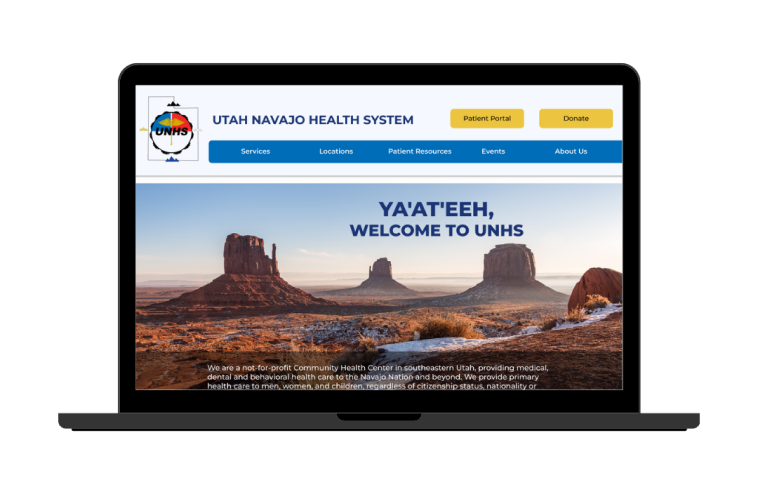 UNHS
UTAH NAVAJO HEALTH SYSTEM
Patient Portal
Donate
Services
Locations
Patient Resources
Events
About Us
YA'AT'EEH,
WELCOME TO UNHS
We are a not-for-profit Community Health Center in southeastern Utah, providing medical,
dental and behavioral health care to the Navajo Nation and beyond. We provide primary
health care to men, women, and children, regardless of citizenship status, nationality or